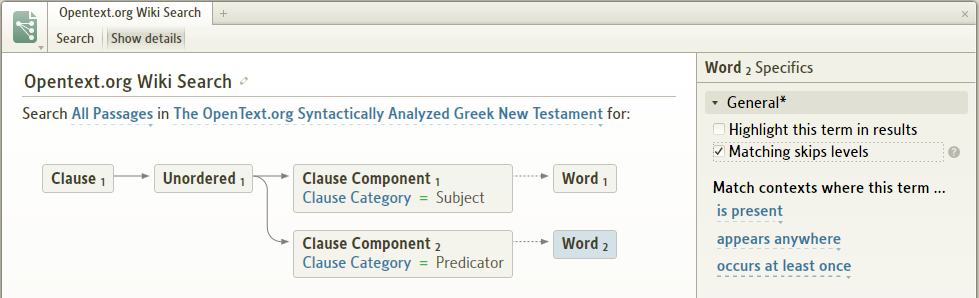 Opentext.org Wiki Search +
Search Show details
Opentext.org Wiki Search
Search All Passages in The OpenText.org Syntactically Analyzed Greek New Testament for:
Clause 1
Unordered 1
Clause Component 1
Clause Category = Subject
Word 1
Clause Component 2
Clause Category = Predicator
Word 2
Word 2 Specifics
General*
Highlight this term in results
Matching skips levels ?
Match contexts where this term ...
is present
appears anywhere
occurs at least once